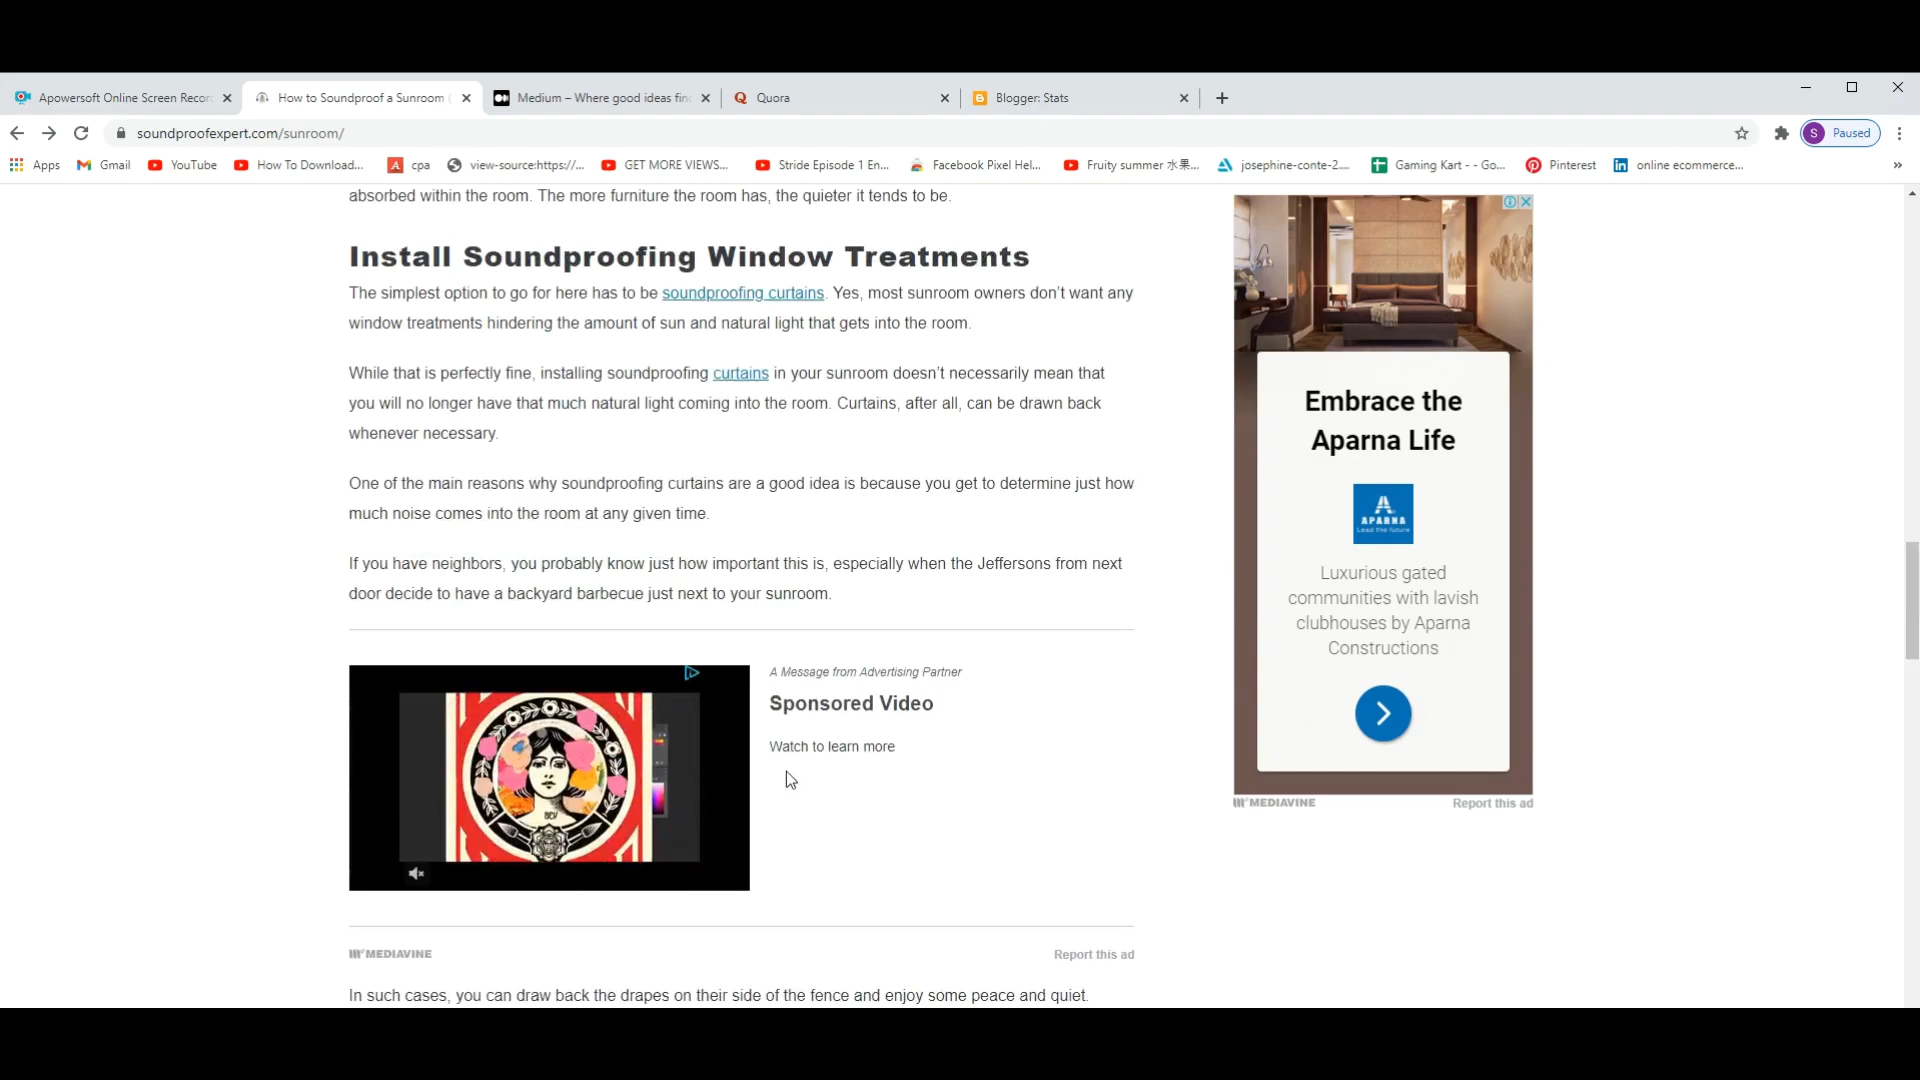 Apowersoft Online Screen Recor
How to Soundproof a Sunroom (
Medium – Where good ideas fin
Quora
Blogger: Stats
soundproofexpert.com/sunroom/
S Paused
Apps
Gmail
YouTube
How To Download...
cpa
view-source:https://...
GET MORE VIEWS...
Stride Episode 1 En...
Facebook Pixel Hel...
Fruity summer 水果...
josephine-conte-2....
Gaming Kart - - Go...
Pinterest
online ecommerce...
»
absorbed within the room. The more furniture the room has, the quieter it tends to be.
Install Soundproofing Window Treatments
The simplest option to go for here has to be soundproofing curtains. Yes, most sunroom owners don’t want any
window treatments hindering the amount of sun and natural light that gets into the room.
While that is perfectly fine, installing soundproofing curtains in your sunroom doesn’t necessarily mean that
you will no longer have that much natural light coming into the room. Curtains, after all, can be drawn back
whenever necessary.
One of the main reasons why soundproofing curtains are a good idea is because you get to determine just how
much noise comes into the room at any given time.
If you have neighbors, you probably know just how important this is, especially when the Jeffersons from next
door decide to have a backyard barbecue just next to your sunroom.
A Message from Advertising Partner
Sponsored Video
Watch to learn more
MEDIAVINE
Report this ad
In such cases, you can draw back the drapes on their side of the fence and enjoy some peace and quiet.
Embrace the
Aparna Life
APARNA
Lead the future
Luxurious gated
communities with lavish
clubhouses by Aparna
Constructions
MEDIAVINE
Report this ad